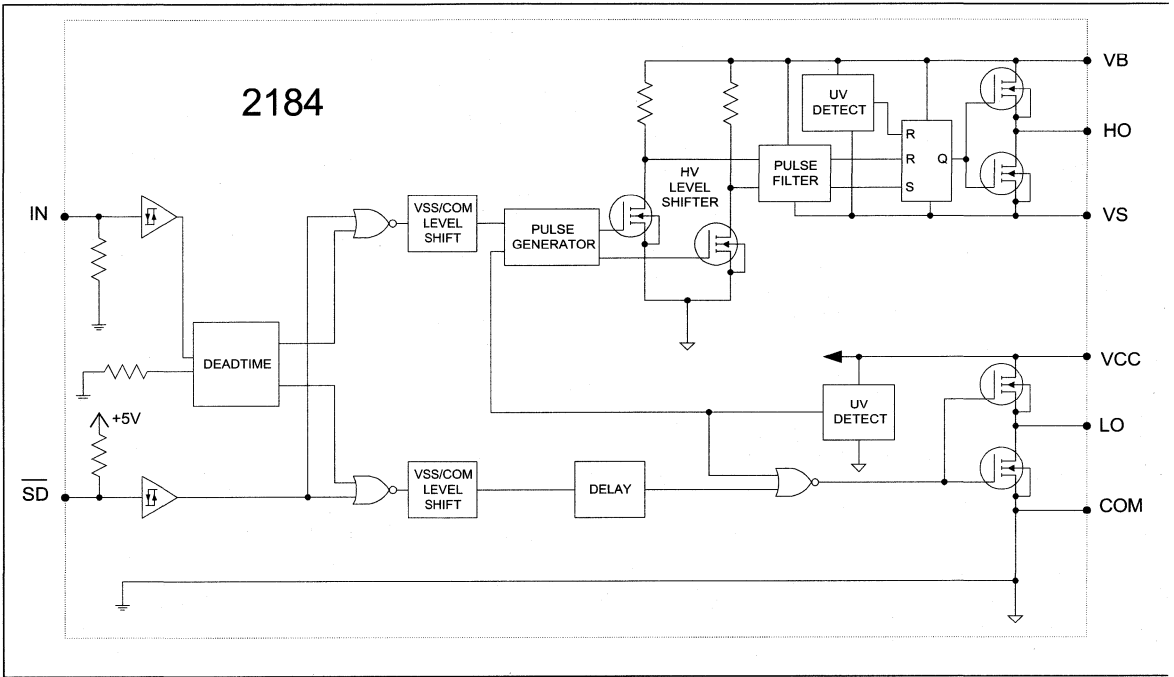 2184
VB
UV
DETECT
HO
R
R
Q
S
PULSE
FILTER
HV
LEVEL
SHIFTER
IN
VSS/COM
LEVEL
SHIFT
PULSE
GENERATOR
VS
DEADTIME
VCC
UV
DETECT
+5V
LO
SD
VSS/COM
LEVEL
SHIFT
DELAY
COM